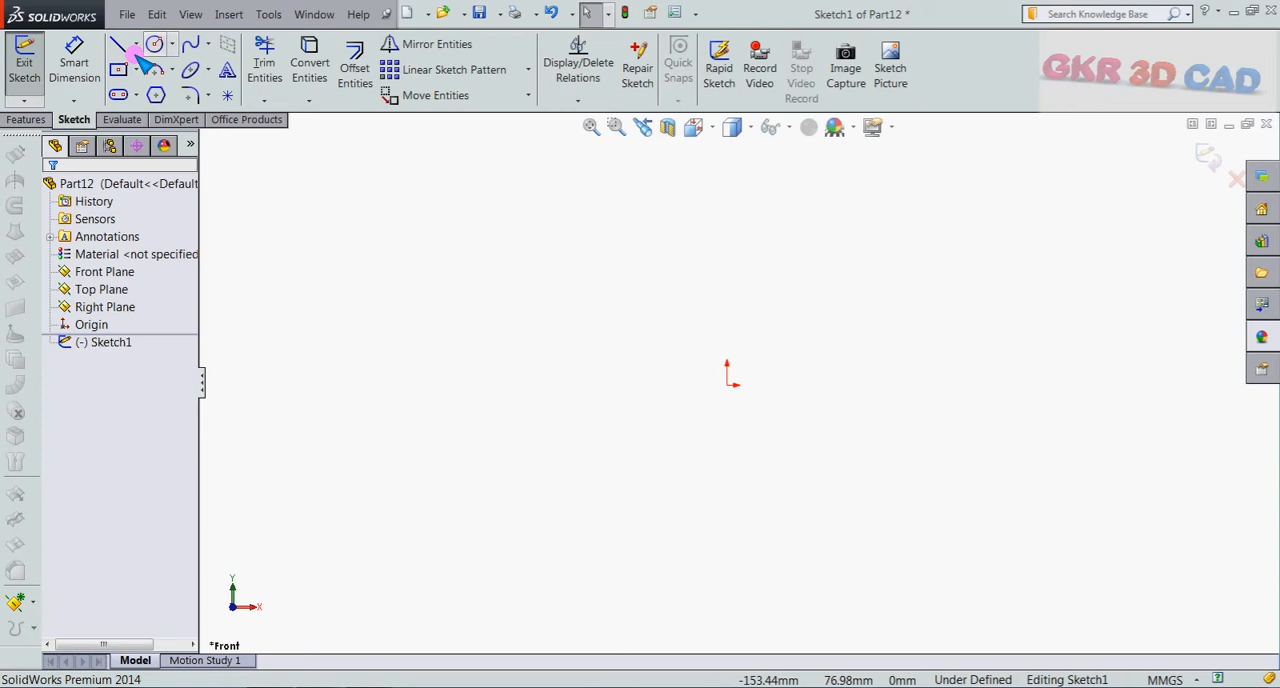 SOLIDWORKS File Edit View Insert Tools Window Help Sketch1 of Part12 * Search Knowledge Base ?
Exit Sketch
Smart Dimens
Trim Entities
Convert Entities
Offset Entities
Mirror Entities
Linear Sketch Pattern
Move Entities
Display/Delete Relations
Repair Sketch
Quick Snaps
Rapid Sketch
Record Video
Stop Video Record
Image Capture
Sketch Picture
GKR 3D CAD
Features Sketch Evaluate DimXpert Office Products
Part12 (Default<<Default
History
Sensors
Annotations
Material <not specified
Front Plane
Top Plane
Right Plane
Origin
(-) Sketch1
Y
X
*Front
Model Motion Study 1
SolidWorks Premium 2014 -153.44mm 76.98mm 0mm Under Defined Editing Sketch1 MMGS